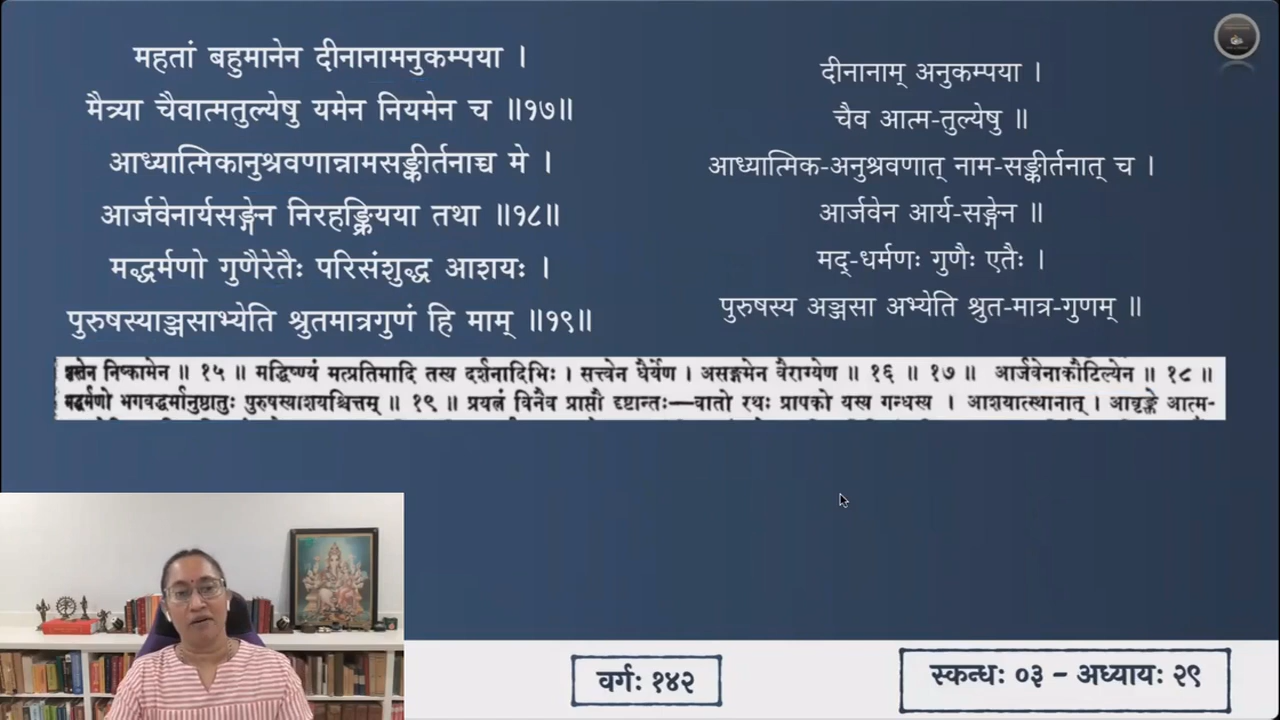 महतां बहुमानेन दीनानामनुकम्पया ।
मैत्र्या चैवात्मतुल्येषु यमेन नियमेन च ॥१७॥
आध्यात्मिकानुश्रवणान्नामसङ्कीर्तनाच्च मे ।
आर्जवेनार्यसङ्गेन निरहङ्क्रियया तथा ॥१८॥
मद्धर्मणो गुणैरेतैः परिसंशुद्ध आशयः ।
पुरुषस्याञ्जसाभ्येति श्रुतमात्रगुणं हि माम् ॥१९॥
दीनानाम् अनुकम्पया ।
चैव आत्म-तुल्येषु ॥
आध्यात्मिक-अनुश्रवणात् नाम-सङ्कीर्तनात् च ।
आर्जवेन आर्य-सङ्गेन ॥
मद्-धर्मणः गुणैः एतैः ।
पुरुषस्य अञ्जसा अभ्येति श्रुत-मात्र-गुणम् ॥
निष्कामेन ॥ १५ ॥ मद्धिष्ण्यं मत्प्रतिमादि तस्य दर्शनादिभिः । सत्त्वेन धैर्येण । असङ्गमेन वैराग्येण ॥ १६ ॥ १७ ॥ आर्जवेनाकौटिल्येन ॥ १८ ॥
मद्धर्मणो भगवद्धर्मानुष्ठातुः पुरुषस्याशयश्चित्तम् ॥ १९ ॥ प्रयत्नं विनैव प्राप्तौ दृष्टान्तः—वातो रथः प्रापको यस्य गन्धस्य । आशयात्स्थानात् । आवृङ्क्ते आत्म-
वर्गः १४२
स्कन्धः ०३ – अध्यायः २९